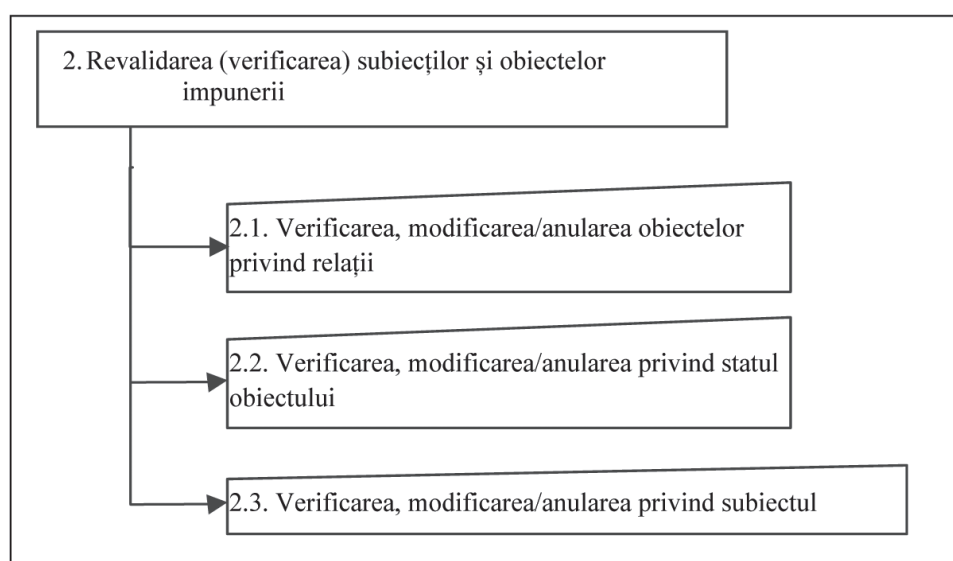 2. Revalidarea (verificarea) subiecților și obiectelor
impunerii
2.1. Verificarea, modificarea/anularea obiectelor
privind relații
2.2. Verificarea, modificarea/anularea privind statul
obiectului
2.3. Verificarea, modificarea/anularea privind subiectul